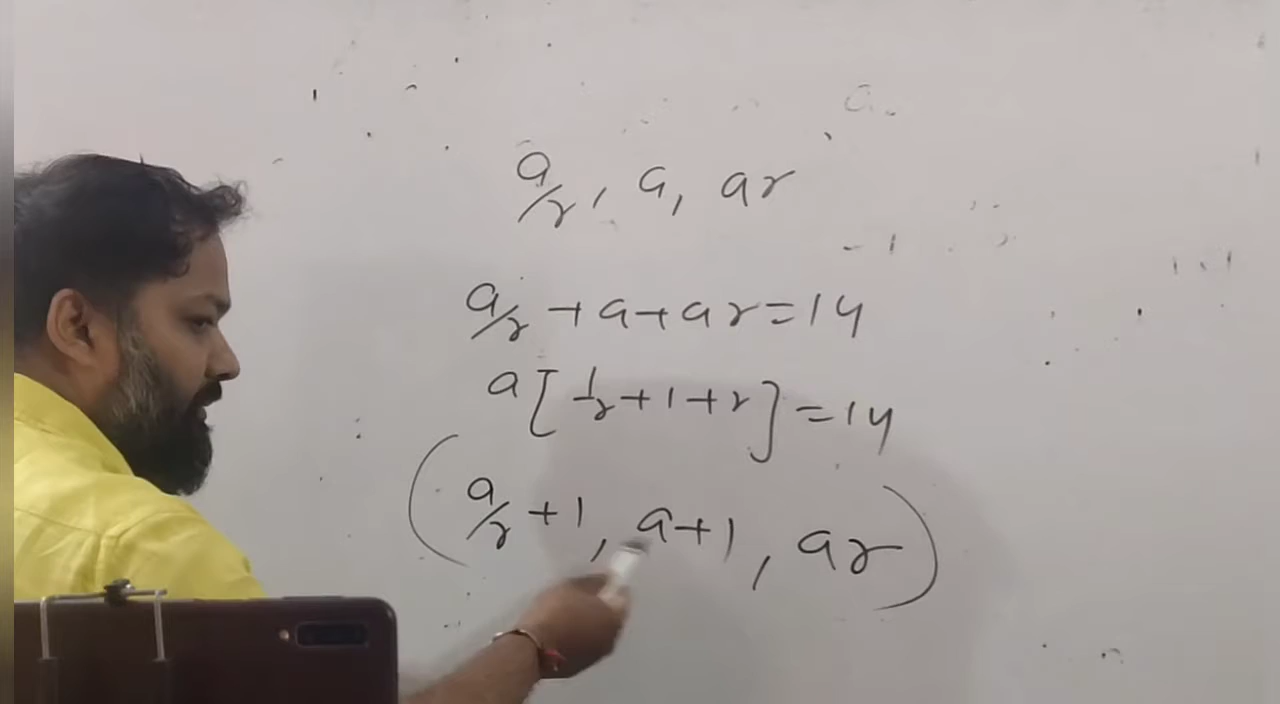 a/r, a, ar
a/r + a + ar = 14
a[1/r + 1 + r] = 14
(a/r + 1, a + 1, ar)